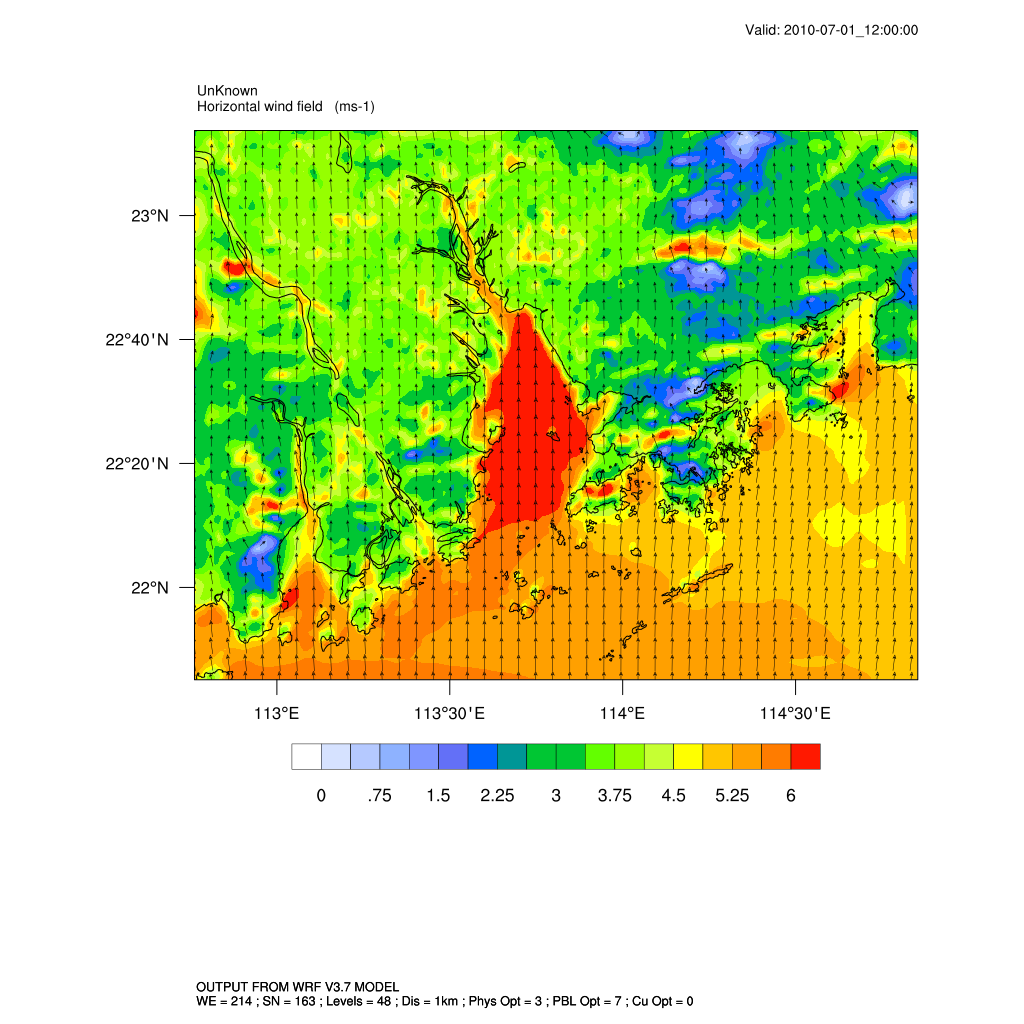 Valid: 2010-07-01_12:00:00
UnKnown
Horizontal wind field (ms-1)
23°N
22°40'N
22°20'N
22°N
113°E 113°30'E 114°E 114°30'E
0 .75 1.5 2.25 3 3.75 4.5 5.25 6
OUTPUT FROM WRF V3.7 MODEL
WE = 214 ; SN = 163 ; Levels = 48 ; Dis = 1km ; Phys Opt = 3 ; PBL Opt = 7 ; Cu Opt = 0